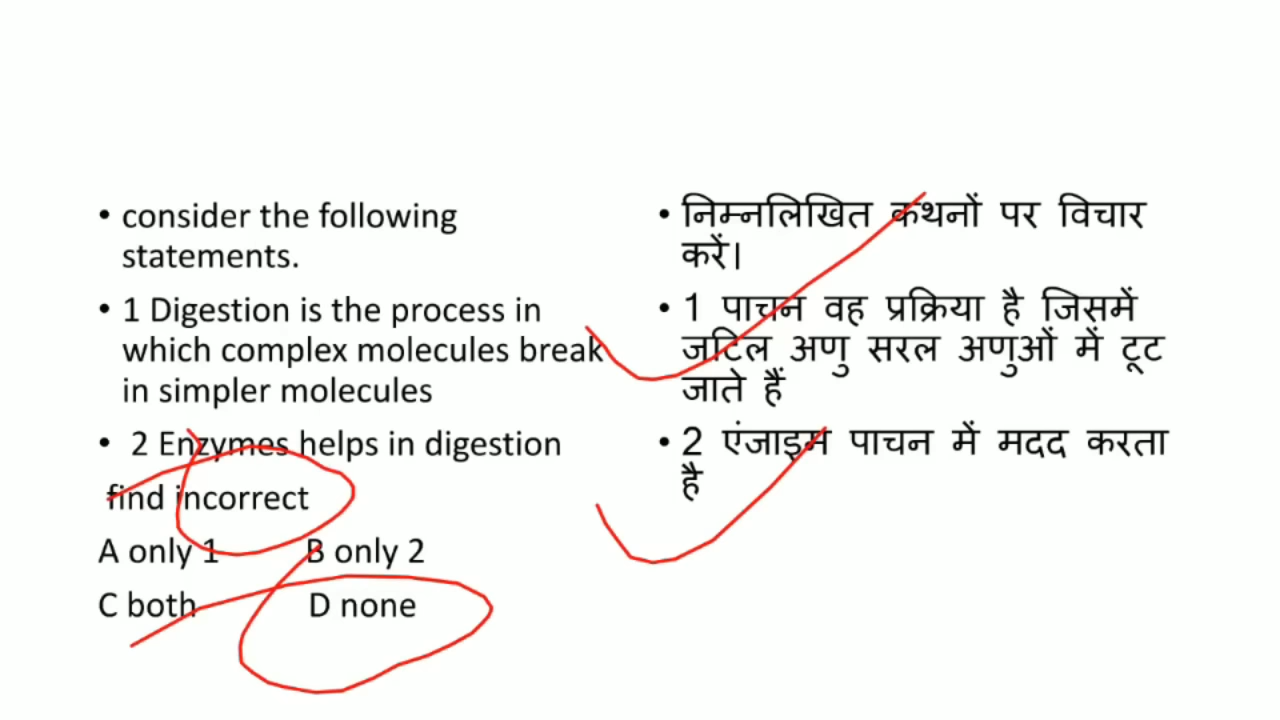 • consider the following
statements.
• 1 Digestion is the process in
which complex molecules break
in simpler molecules
• 2 Enzymes helps in digestion
find incorrect
A only 1 B only 2
C both D none
• निम्नलिखित कथनों पर विचार
करें।
• 1 पाचन वह प्रक्रिया है जिसमें
जटिल अणु सरल अणुओं में टूट
जाते हैं
• 2 एंजाइम पाचन में मदद करता
है